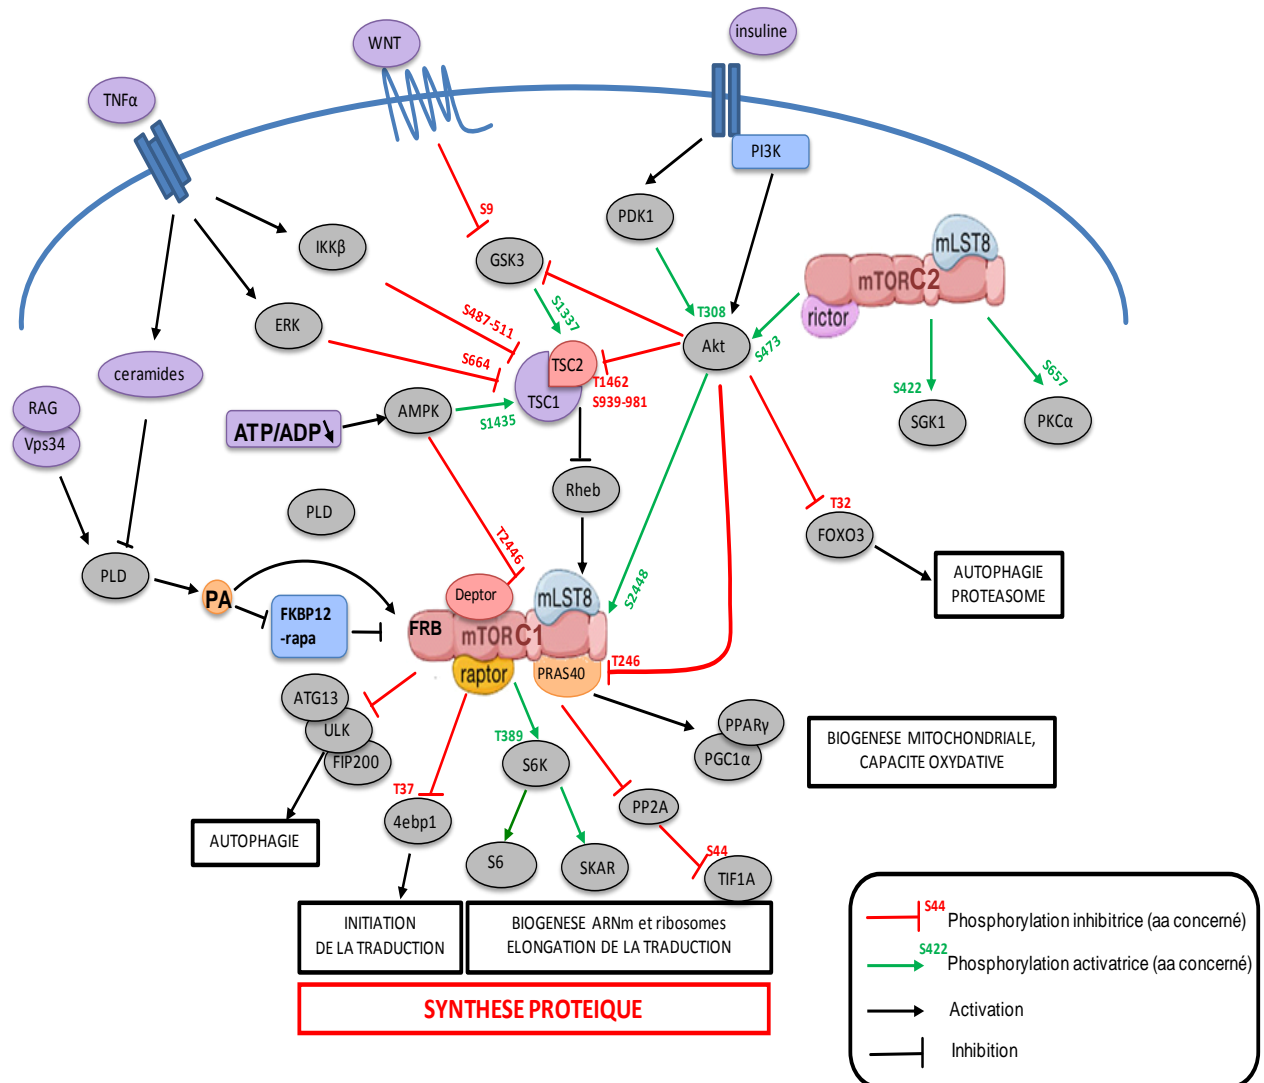 insuline
WNT
TNFα
PI3K
PDK1
S9
IKKβ
GSK3
mLST8
mTORC2
rictor
S1337
T308
ERK
S487-511
Akt
S473
S664
TSC2
TSC1
T1462
S939-981
ceramides
S422
S657
RAG
Vps34
ATP/ADP
AMPK
S1435
SGK1
PKCα
Rheb
PLD
T32
FOXO3
T2446
PLD
PA
AUTOPHAGIE
PROTEASOME
Deptor
mLST8
S2448
FKBP12
-rapa
FRB
mTORC1
raptor
PRAS40
T246
ATG13
ULK
FIP200
PPARγ
PGC1α
BIOGENESE MITOCHONDRIALE,
CAPACITE OXYDATIVE
T389
S6K
T37
4ebp1
PP2A
AUTOPHAGIE
S6
SKAR
S44
TIF1A
INITIATION
DE LA TRADUCTION
BIOGENESE ARNm et ribosomes
ELONGATION DE LA TRADUCTION
SYNTHESE PROTEIQUE
S44
Phosphorylation inhibitrice (aa concerné)
S422
Phosphorylation activatrice (aa concerné)
Activation
Inhibition